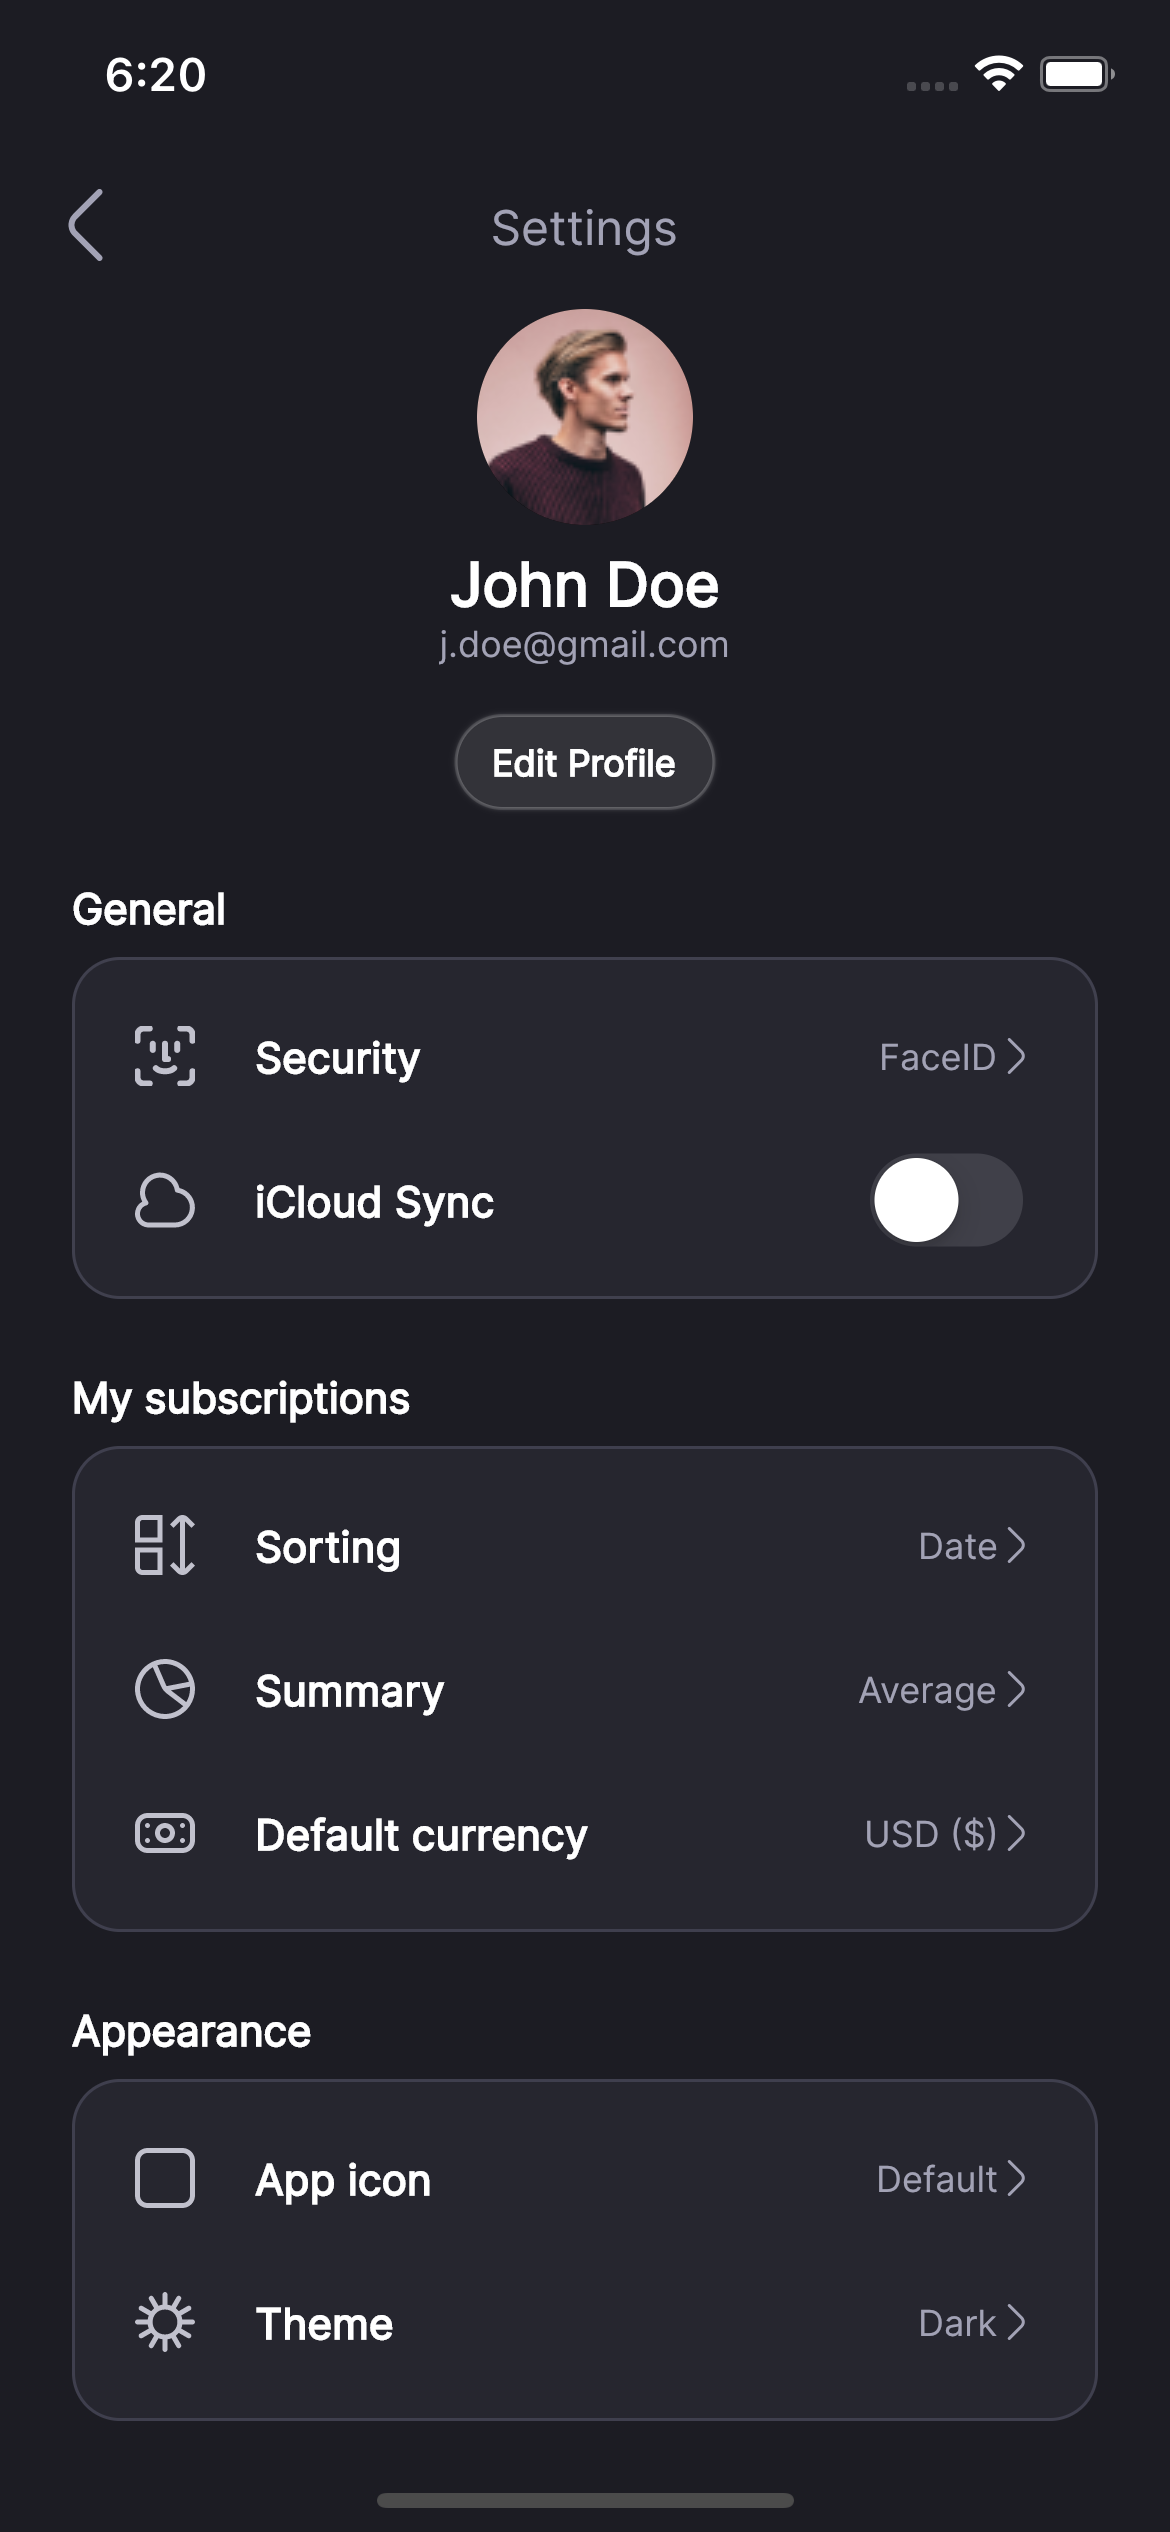 6:20
Settings
John Doe
j.doe@gmail.com
Edit Profile
General
Security FaceID
iCloud Sync
My subscriptions
Sorting Date
Summary Average
Default currency USD ($)
Appearance
App icon Default
Theme Dark